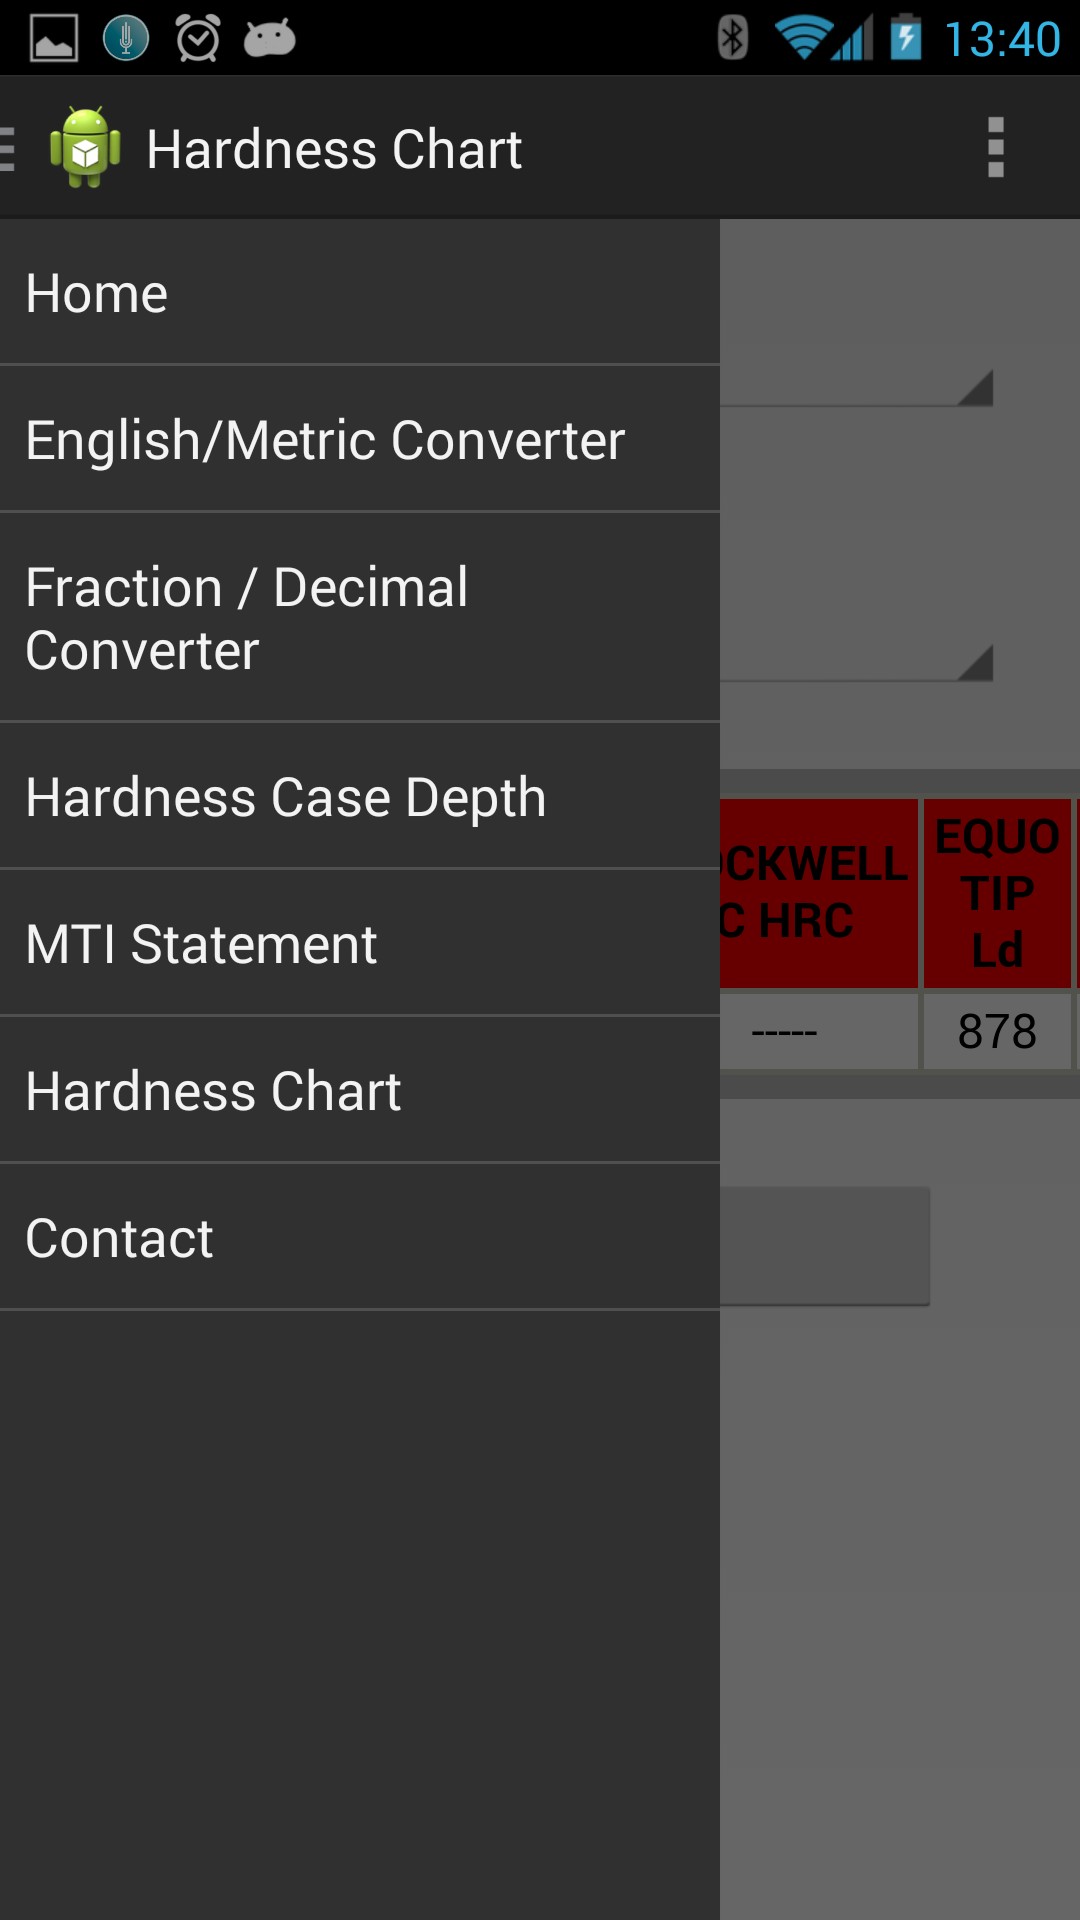 13:40
Hardness Chart
Home
English/Metric Converter
Fraction / Decimal
Converter
Hardness Case Depth
MTI Statement
Hardness Chart
Contact
OCKWELL
C HRC
EQUO
TIP
Ld
-----
878